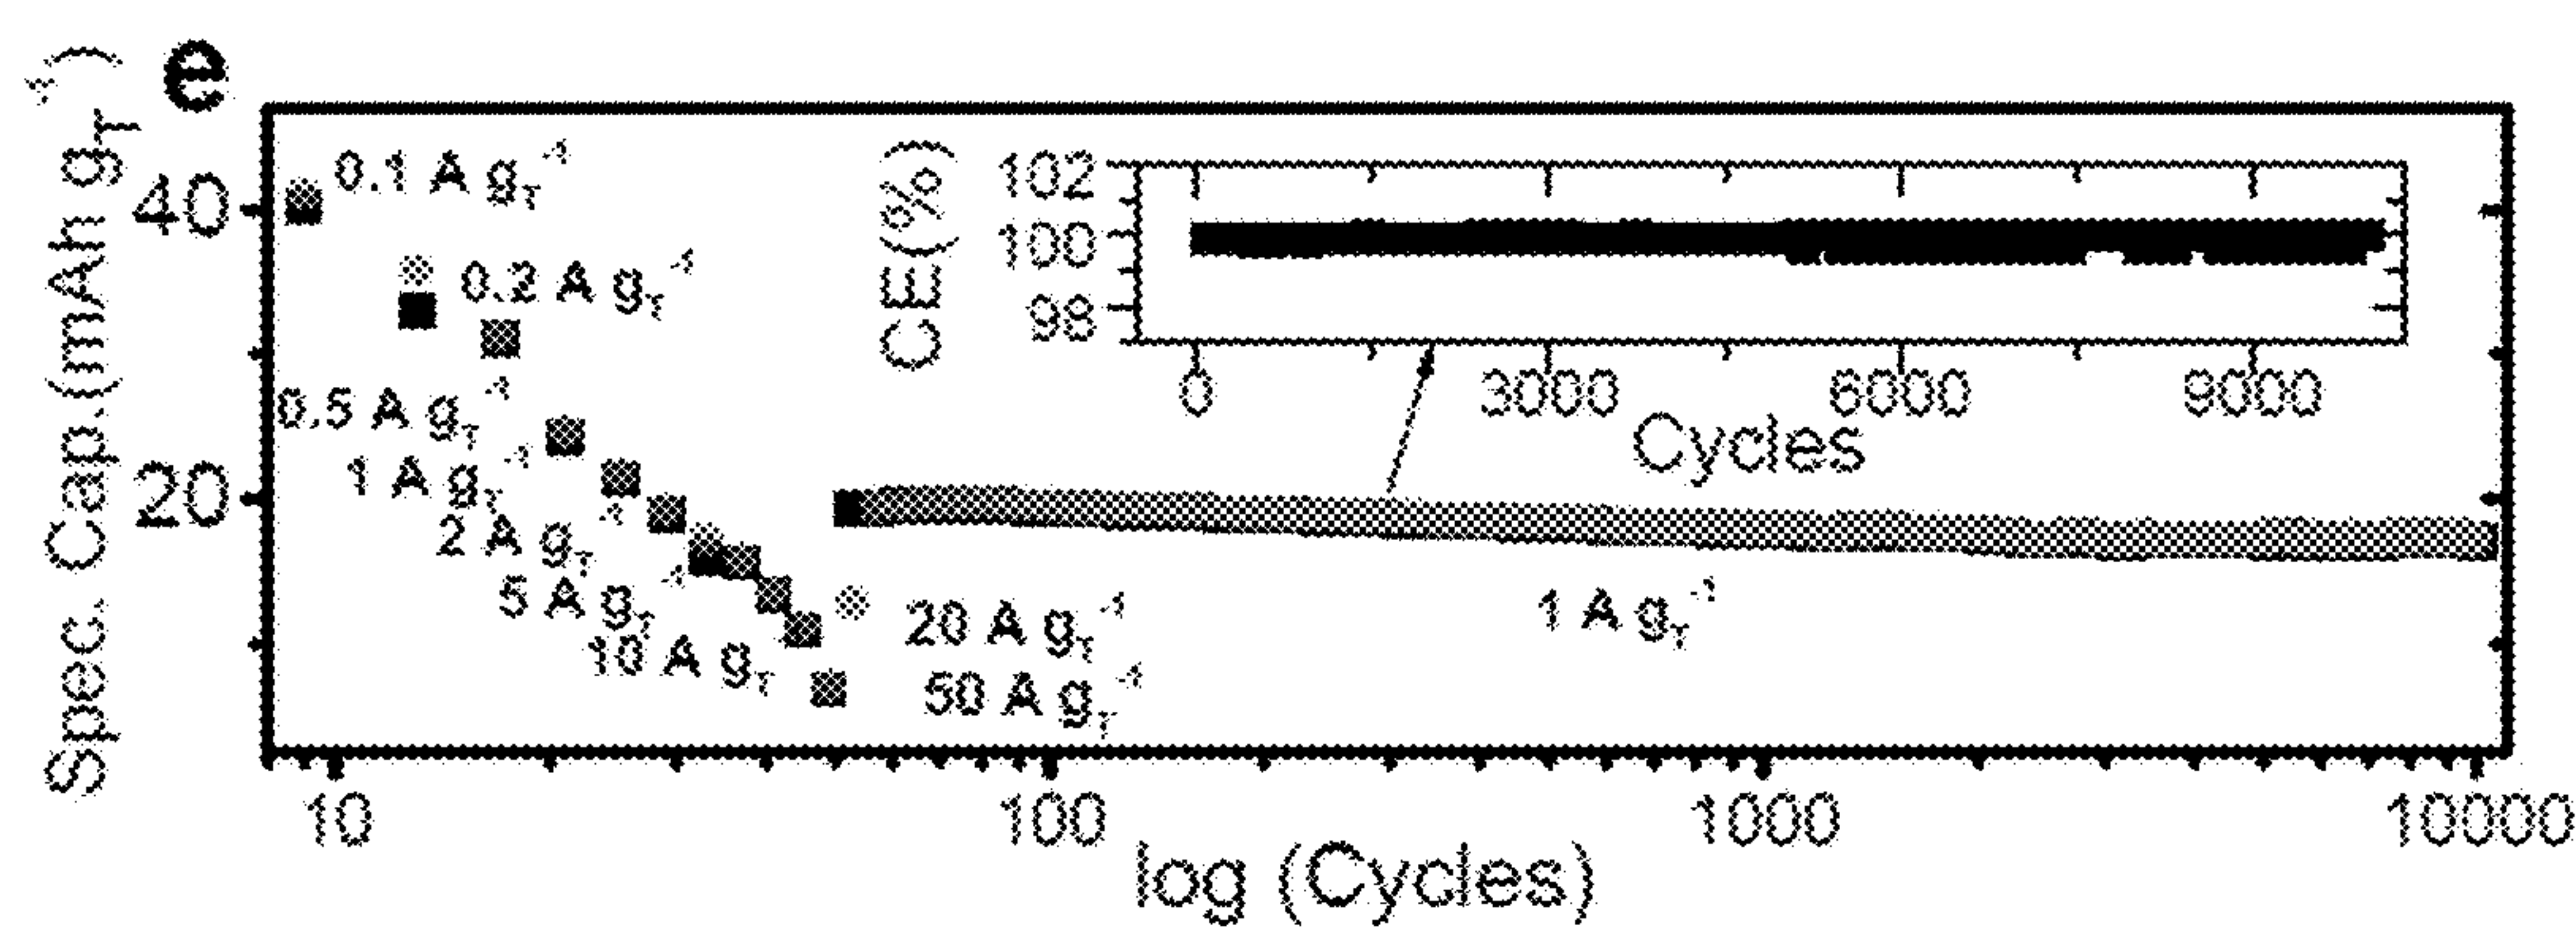 e
Spec. Cap.(mAh g_T^-1)
40
20
0.1 A g_T^-1
0.2 A g_T^-1
0.5 A g_T^-1
1 A g_T^-1
2 A g_T^-1
5 A g_T^-1
10 A g_T
20 A g_T^-1
50 A g_T^-1
CE(%)
102
100
98
0 3000 6000 9000
Cycles
1 A g_T^-1
10 100 1000 10000
log (Cycles)